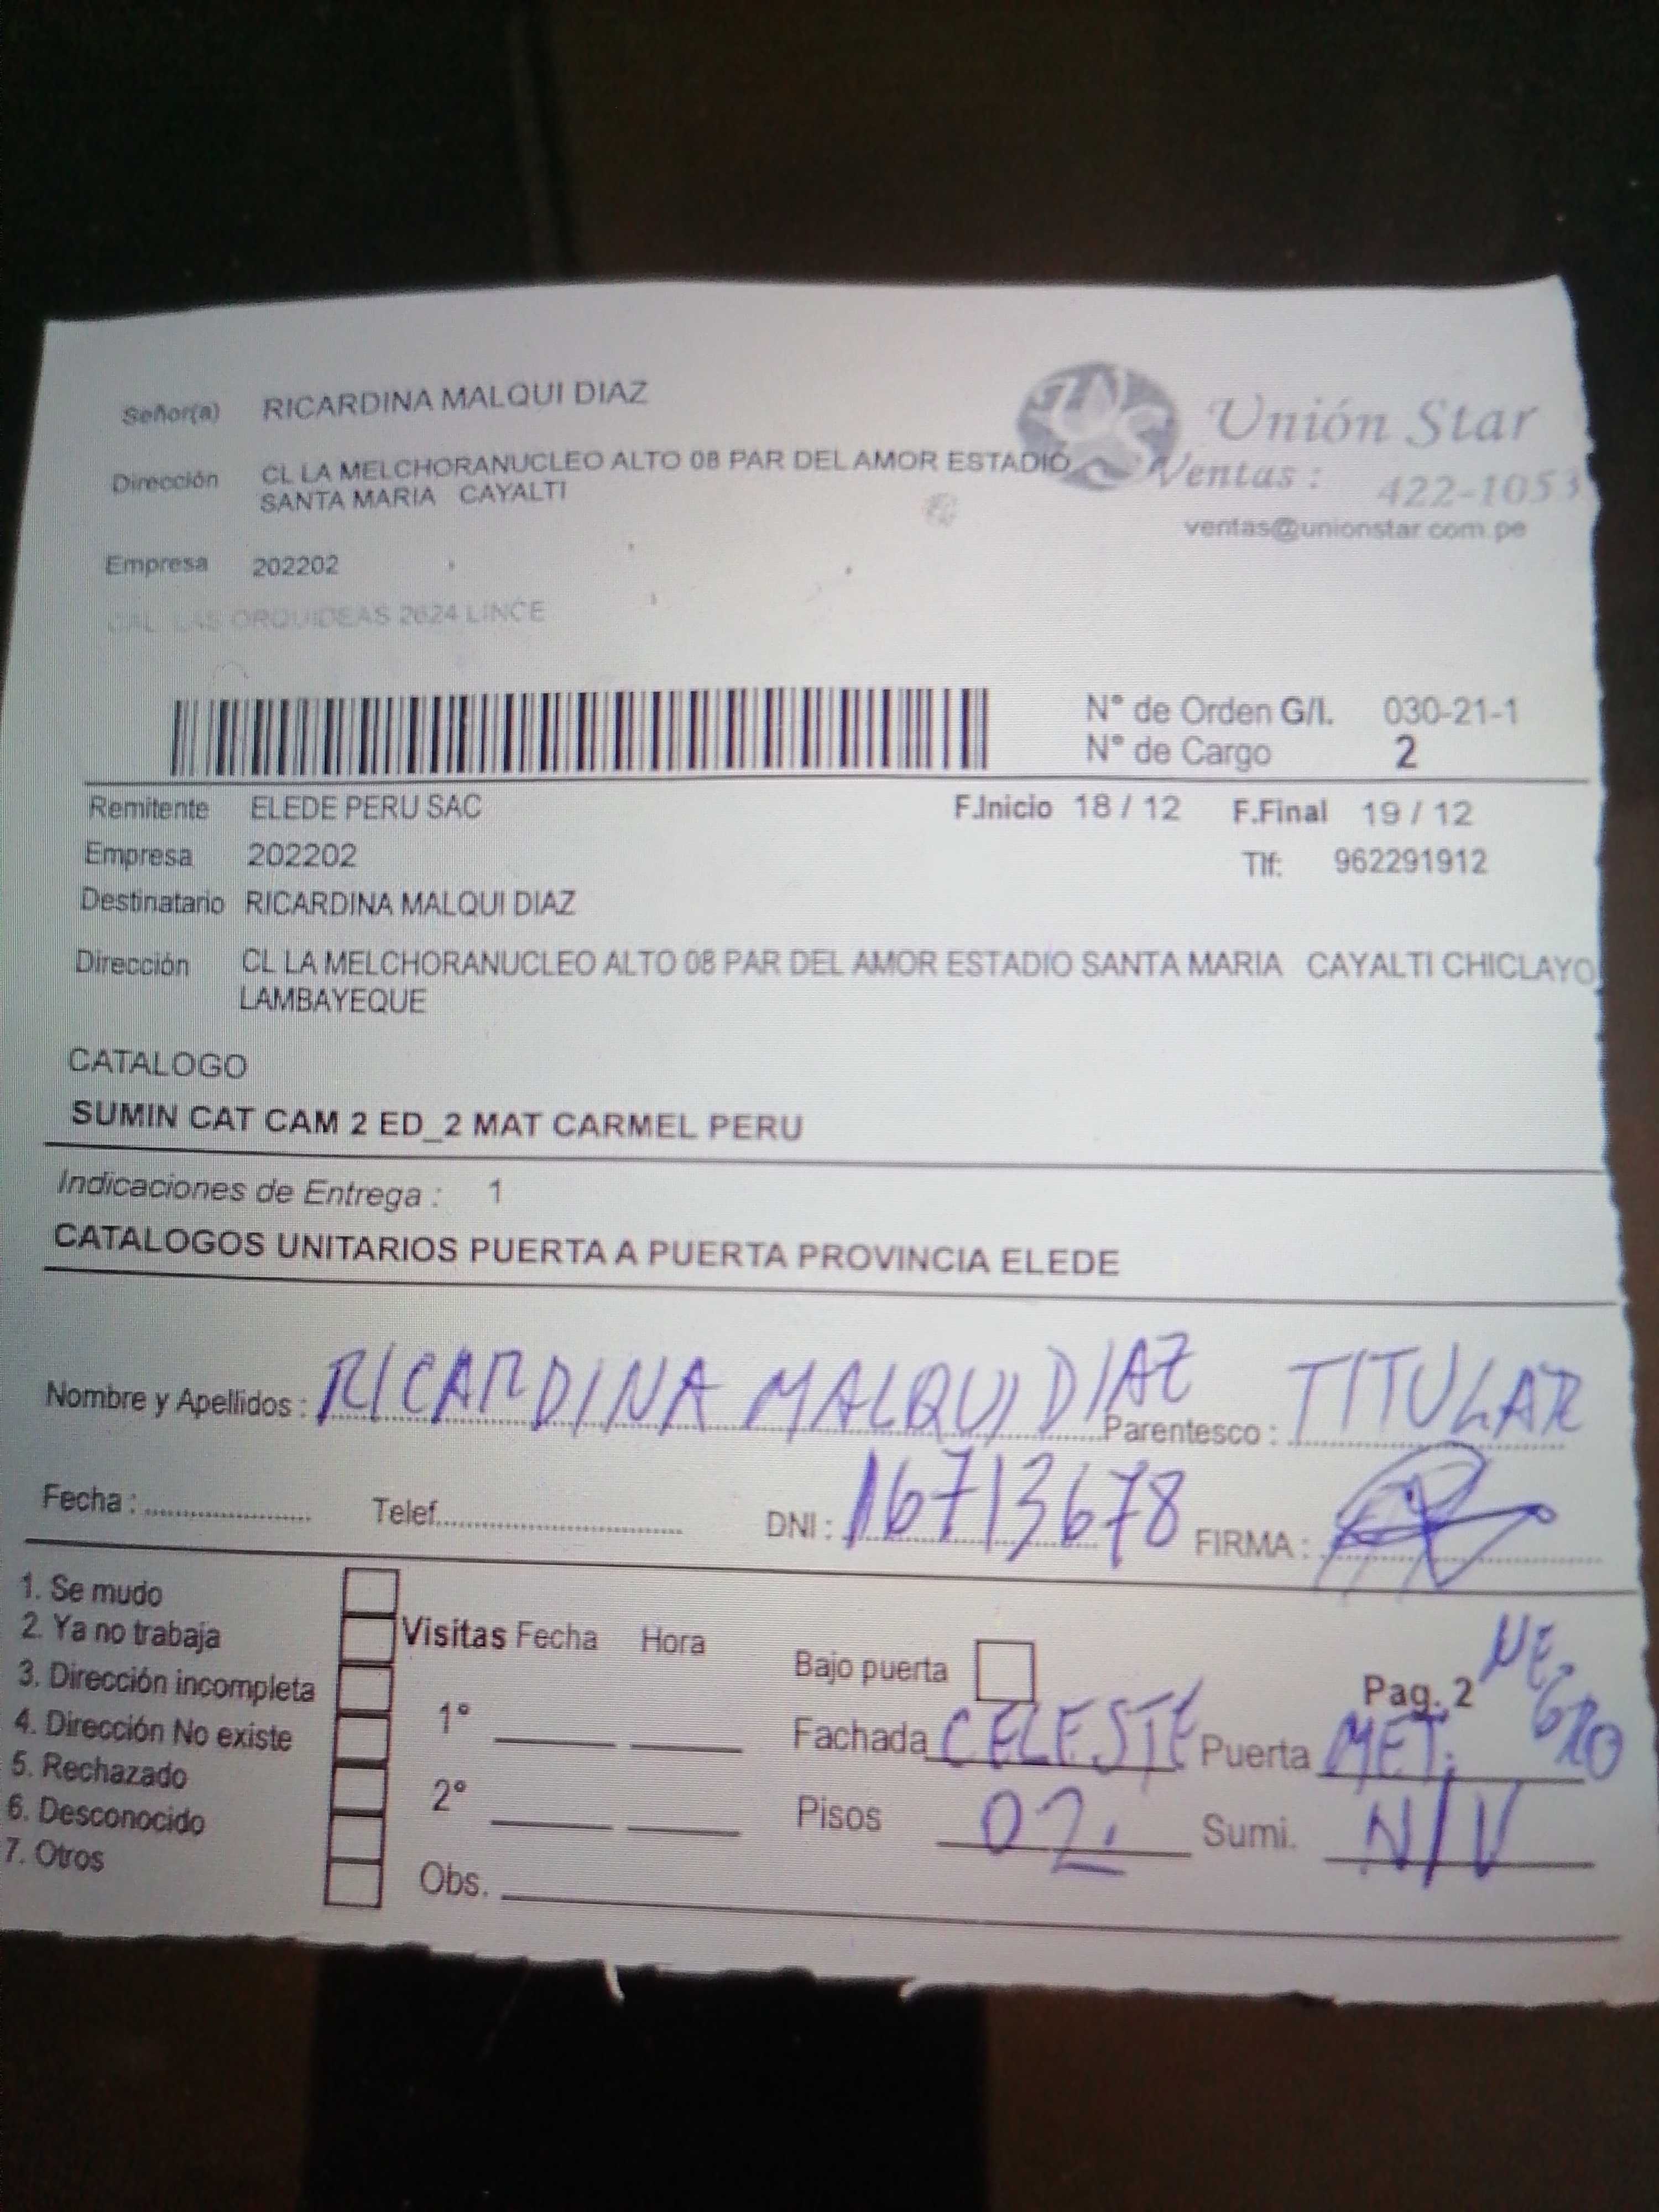 Señor(a) RICARDINA MALQUI DIAZ
Unión Star
Dirección CL LA MELCHORANUCLEO ALTO 08 PAR DEL AMOR ESTADIO
SANTA MARIA CAYALTI
Ventas : 422-1053
ventas@unionstar.com.pe
Empresa 202202
CAL LAS ORQUIDEAS 2624 LINCE
N° de Orden G/I. 030-21-1
N° de Cargo 2
Remitente ELEDE PERU SAC F.Inicio 18 / 12 F.Final 19 / 12
Empresa 202202 Tlf: 962291912
Destinatario RICARDINA MALQUI DIAZ
Dirección CL LA MELCHORANUCLEO ALTO 08 PAR DEL AMOR ESTADIO SANTA MARIA CAYALTI CHICLAYO
LAMBAYEQUE
CATALOGO
SUMIN CAT CAM 2 ED_2 MAT CARMEL PERU
Indicaciones de Entrega : 1
CATALOGOS UNITARIOS PUERTA A PUERTA PROVINCIA ELEDE
Nombre y Apellidos : RICARDINA MALQUI DIAZ Parentesco : TITULAR
Fecha : Telef. DNI : 16713678 FIRMA :
1. Se mudo
2. Ya no trabaja
3. Dirección incompleta
4. Dirección No existe
5. Rechazado
6. Desconocido
7. Otros
Visitas Fecha Hora
1°
2°
Obs.
Bajo puerta Pag. 2
Fachada CELESTE Puerta MET. NEGRO
Pisos 02. Sumi. N/V